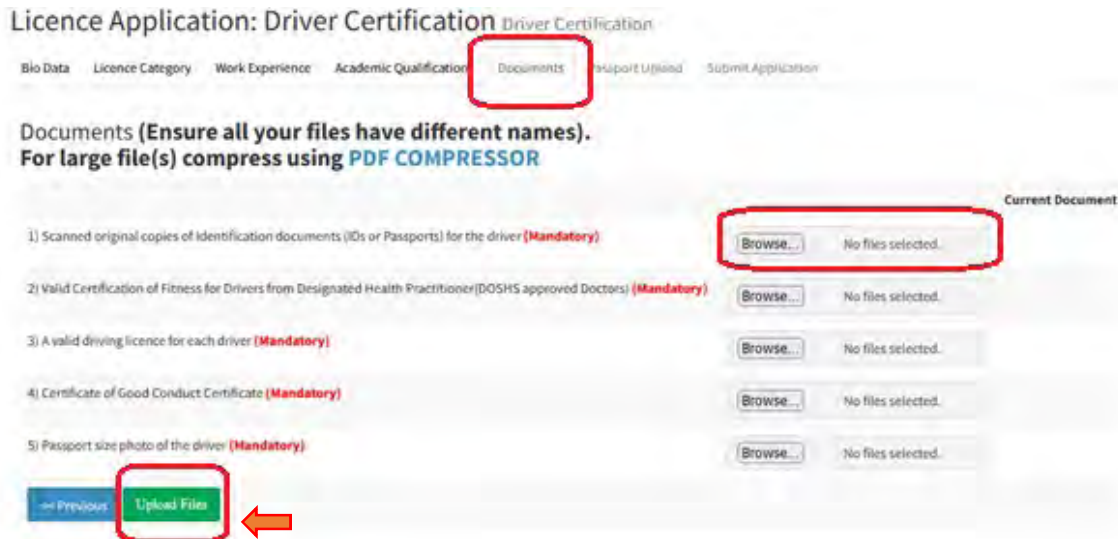 Licence Application: Driver Certification Driver Certification
Bio Data Licence Category Work Experience Academic Qualification Documents Passport Upload Submit Application
Documents (Ensure all your files have different names).
For large file(s) compress using PDF COMPRESSOR
Current Document
1) Scanned original copies of Identification documents (IDs or Passports) for the driver (Mandatory) Browse... No files selected.
2) Valid Certification of Fitness for Drivers from Designated Health Practitioner(DOSHS approved Doctors) (Mandatory) Browse... No files selected.
3) A valid driving licence for each driver (Mandatory) Browse... No files selected.
4) Certificate of Good Conduct Certificate (Mandatory) Browse... No files selected.
5) Passport size photo of the driver (Mandatory) Browse... No files selected.
<< Previous Upload Files